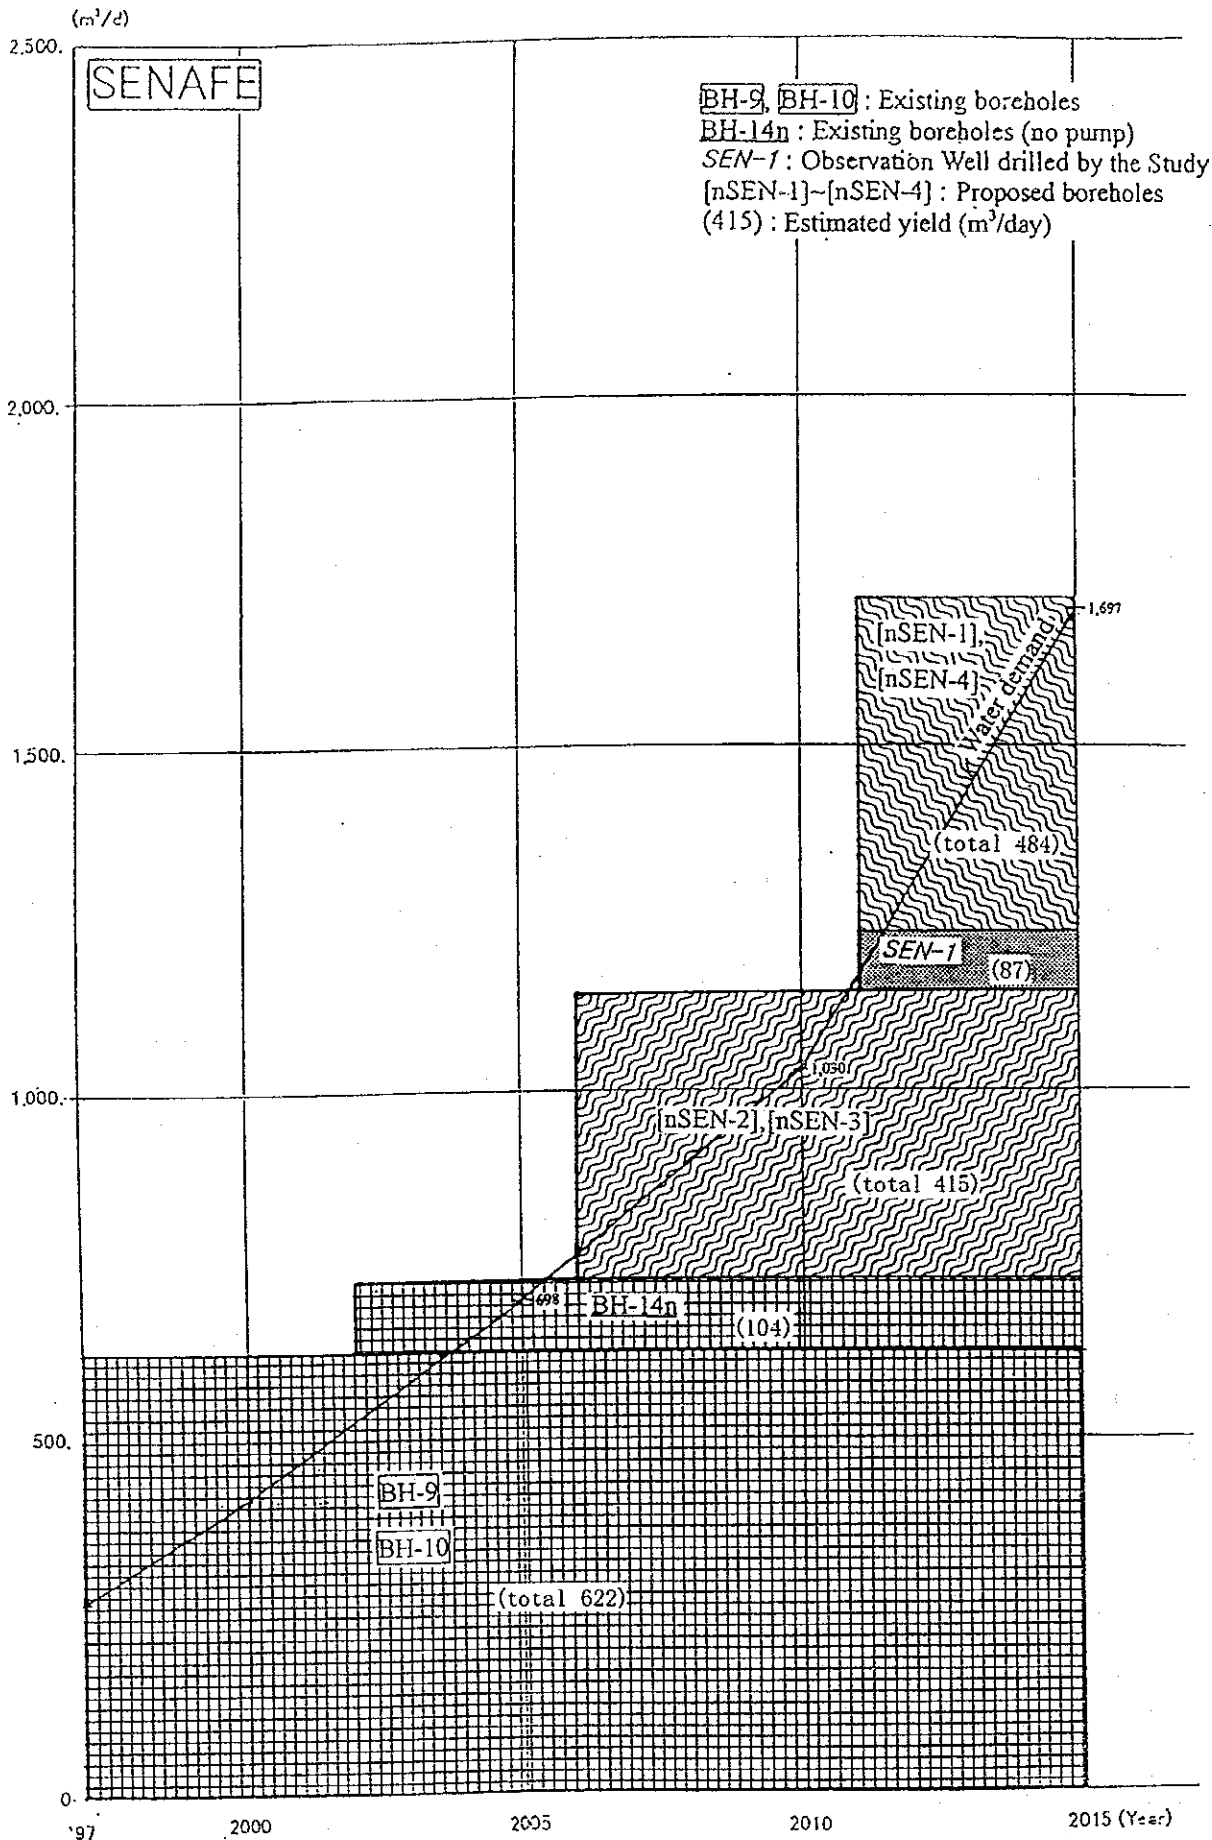 (m³/d)
2,500.
SENAFE
BH-9, BH-10 : Existing boreholes
BH-14n : Existing boreholes (no pump)
SEN-1 : Observation Well drilled by the Study
[nSEN-1]~[nSEN-4] : Proposed boreholes
(415) : Estimated yield (m³/day)
2,000.
[nSEN-1],
[nSEN-4]
1,697
Water demand
1,500.
(total 484)
SEN-1
(87)
1,030
1,000.
[nSEN-2],[nSEN-3]
(total 415)
698
BH-14n
(104)
500.
BH-9
BH-10
(total 622)
0
'97 2000 2005 2010 2015 (Year)